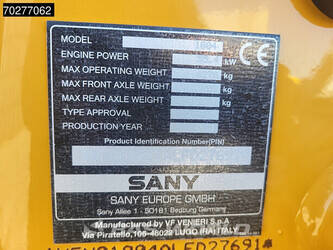 70277062
MODEL
ENGINE POWER kW
MAX OPERATING WEIGHT kg
MAX FRONT AXLE WEIGHT kg
MAX REAR AXLE WEIGHT kg
TYPE APPROVAL
PRODUCTION YEAR
Product Identification Number(PIN)
SANY
SANY EUROPE GMBH
Sany Allee 1 - 50181 Bedburg Germany
Manufactured by VF VENIERI S.p.A
Via Piratello,106-48022 LUGO (RA) ITALY